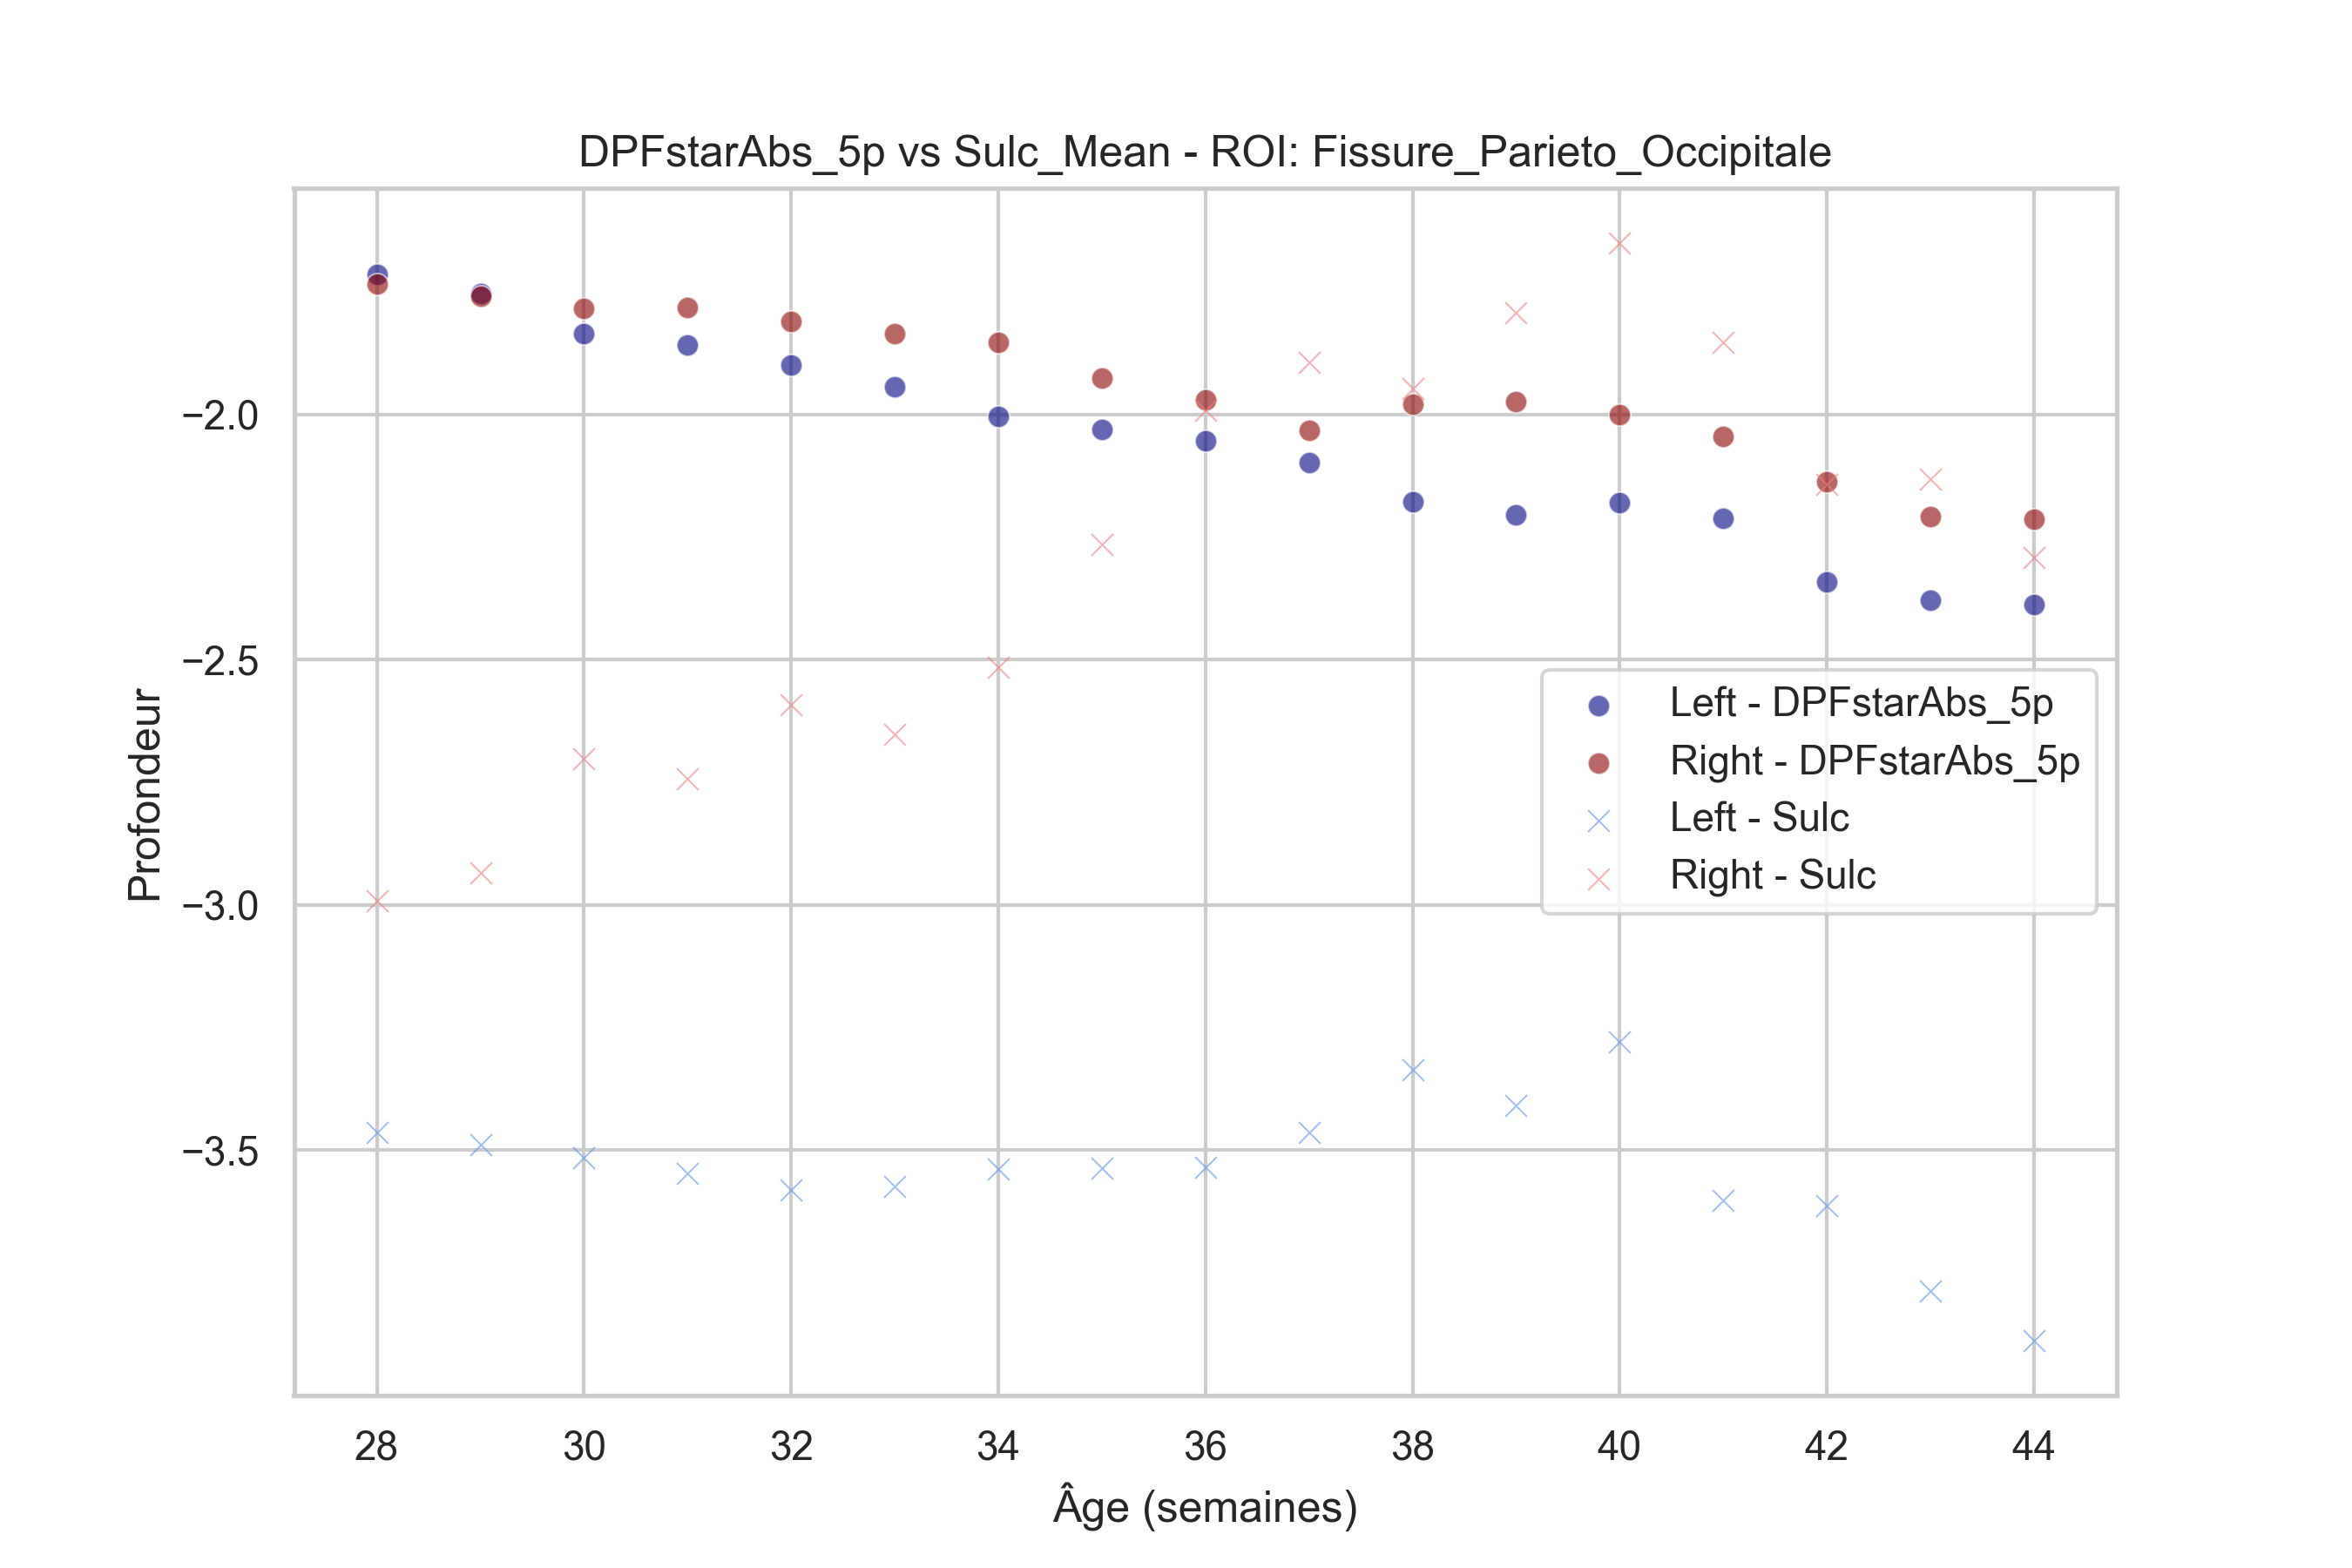 DPFstarAbs_5p vs Sulc_Mean - ROI: Fissure_Parieto_Occipitale
Profondeur
−2.0
−2.5
−3.0
−3.5
Left - DPFstarAbs_5p
Right - DPFstarAbs_5p
Left - Sulc
Right - Sulc
28 30 32 34 36 38 40 42 44
Âge (semaines)